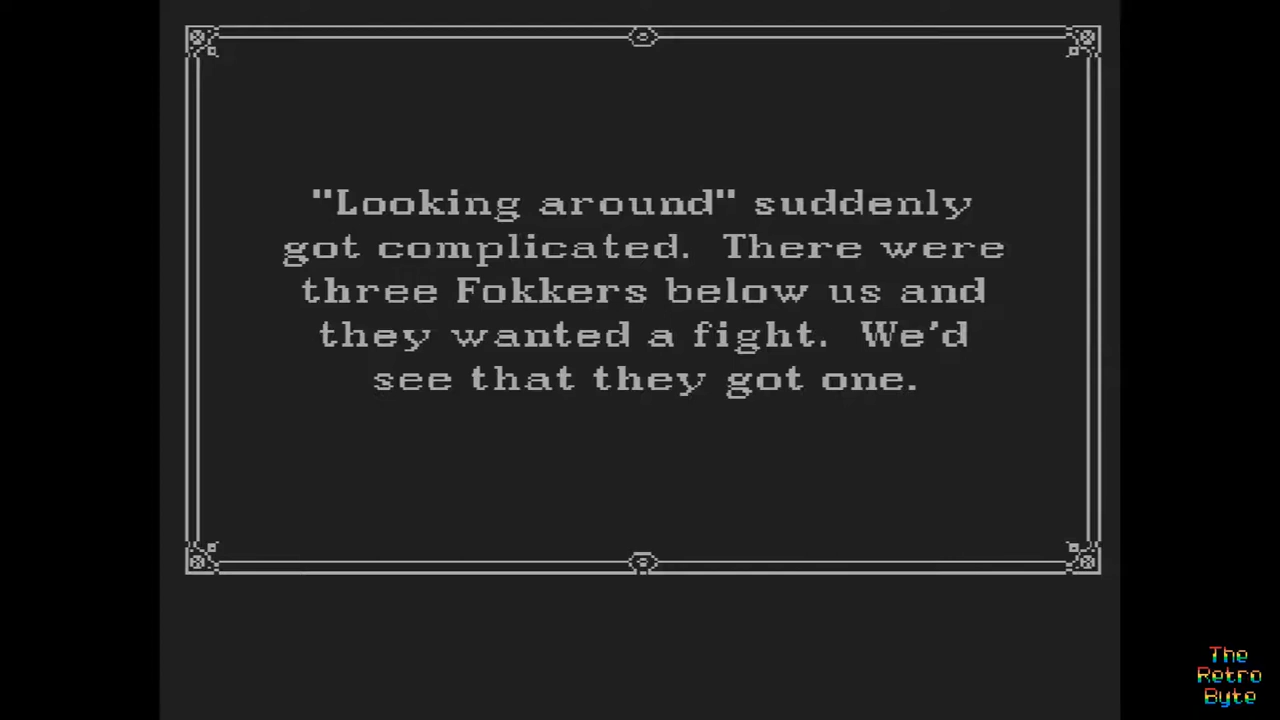 "Looking around" suddenly
got complicated.  There were
three Fokkers below us and
they wanted a fight.  We'd
see that they got one.
The
Retro
Byte